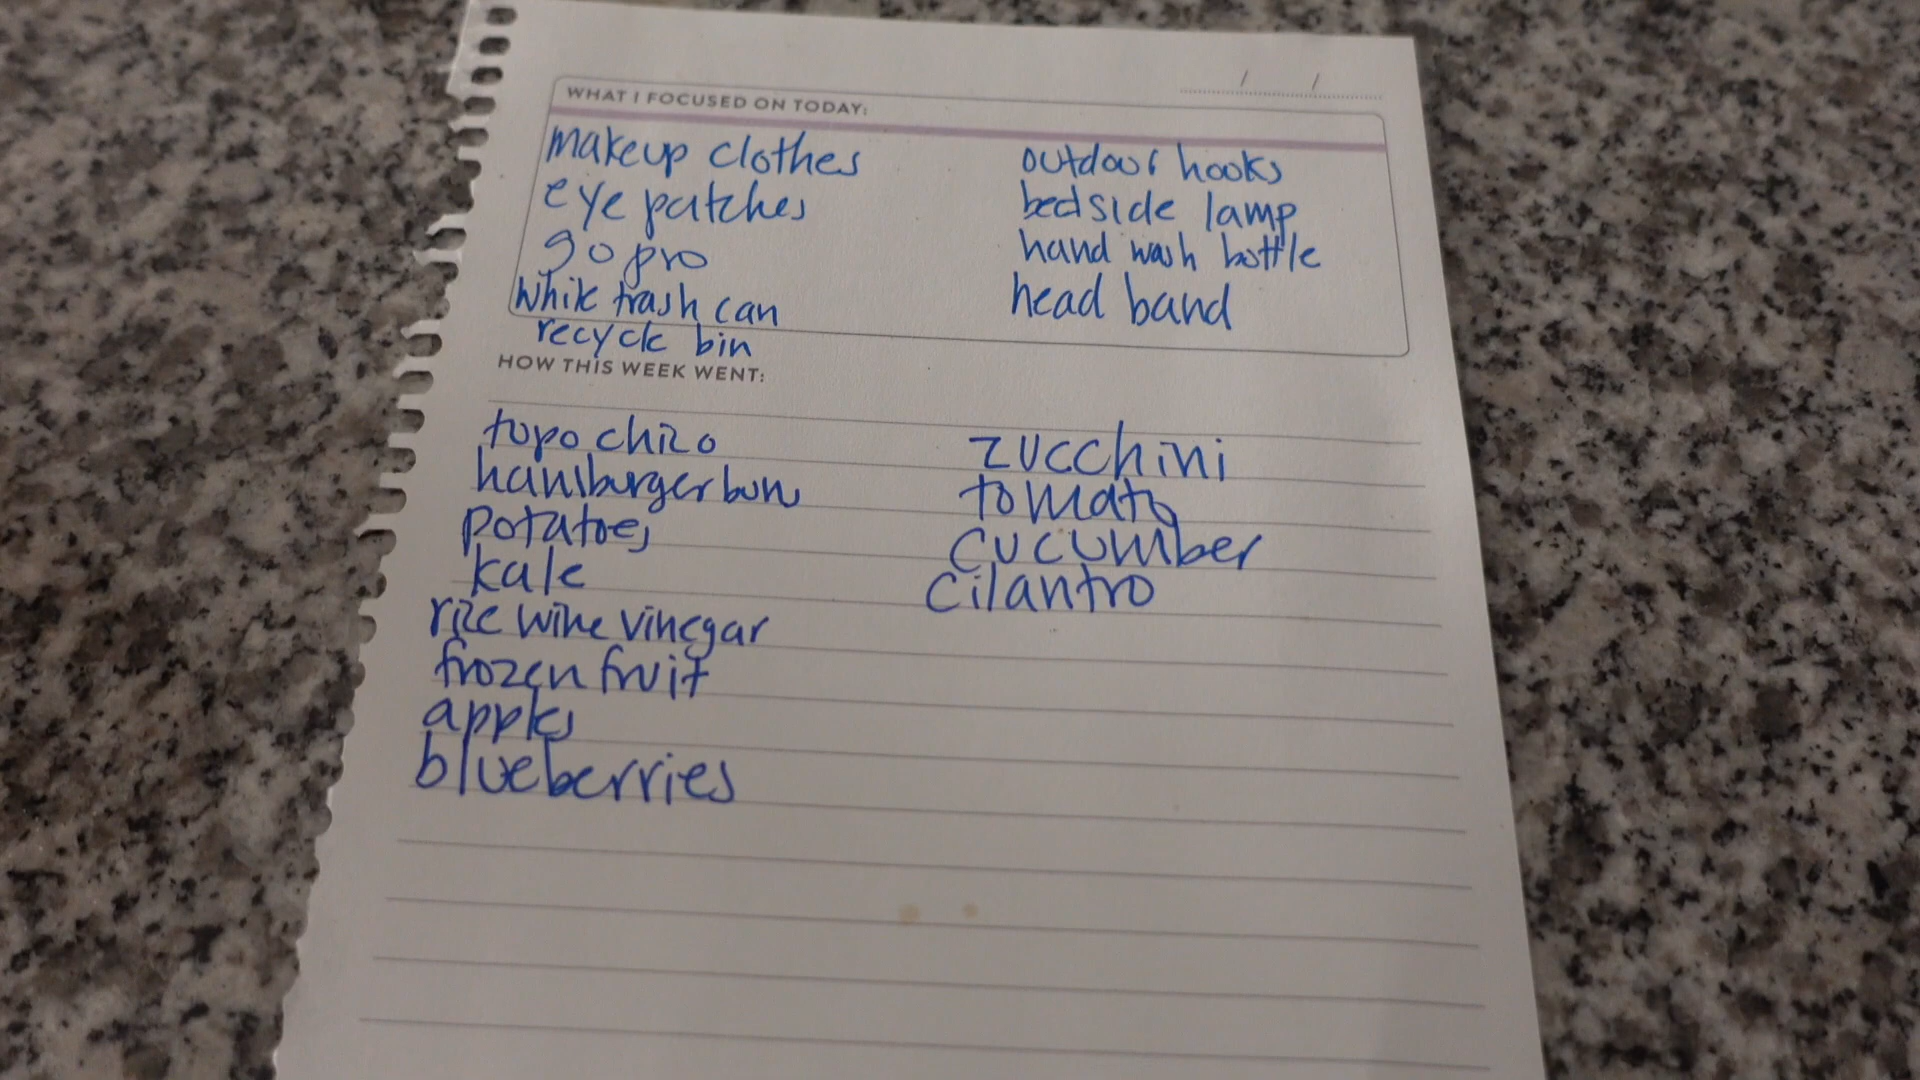 WHAT I FOCUSED ON TODAY:
makeup clothes
eye patches
go pro
white trash can
recycle bin
outdoor hooks
bedside lamp
hand wash bottle
head band
HOW THIS WEEK WENT:
topo chico
hamburger buns
potatoes
kale
rice wine vinegar
frozen fruit
apples
blueberries
zucchini
tomato
cucumber
cilantro